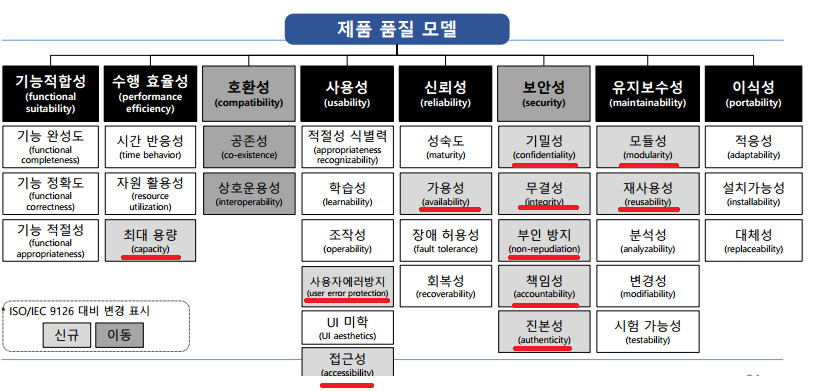 제품 품질 모델
기능적합성
(functional
suitability)
기능 완성도
(functional
completeness)
기능 정확도
(functional
correctness)
기능 적절성
(functional
appropriateness)
수행 효율성
(performance
efficiency)
시간 반응성
(time behavior)
자원 활용성
(resource
utilization)
최대 용량
(capacity)
호환성
(compatibility)
공존성
(co-existence)
상호운용성
(interoperability)
사용성
(usability)
적절성 식별력
(appropriateness
recognizability)
학습성
(learnability)
조작성
(operability)
사용자에러방지
(user error protection)
UI 미학
(UI aesthetics)
접근성
(accessibility)
신뢰성
(reliability)
성숙도
(maturity)
가용성
(availability)
장애 허용성
(fault tolerance)
회복성
(recoverability)
보안성
(security)
기밀성
(confidentiality)
무결성
(integrity)
부인 방지
(non-repudiation)
책임성
(accountability)
진본성
(authenticity)
유지보수성
(maintainability)
모듈성
(modularity)
재사용성
(reusability)
분석성
(analyzability)
변경성
(modifiability)
시험 가능성
(testability)
이식성
(portability)
적응성
(adaptability)
설치가능성
(installability)
대체성
(replaceability)
* ISO/IEC 9126 대비 변경 표시
신규 이동